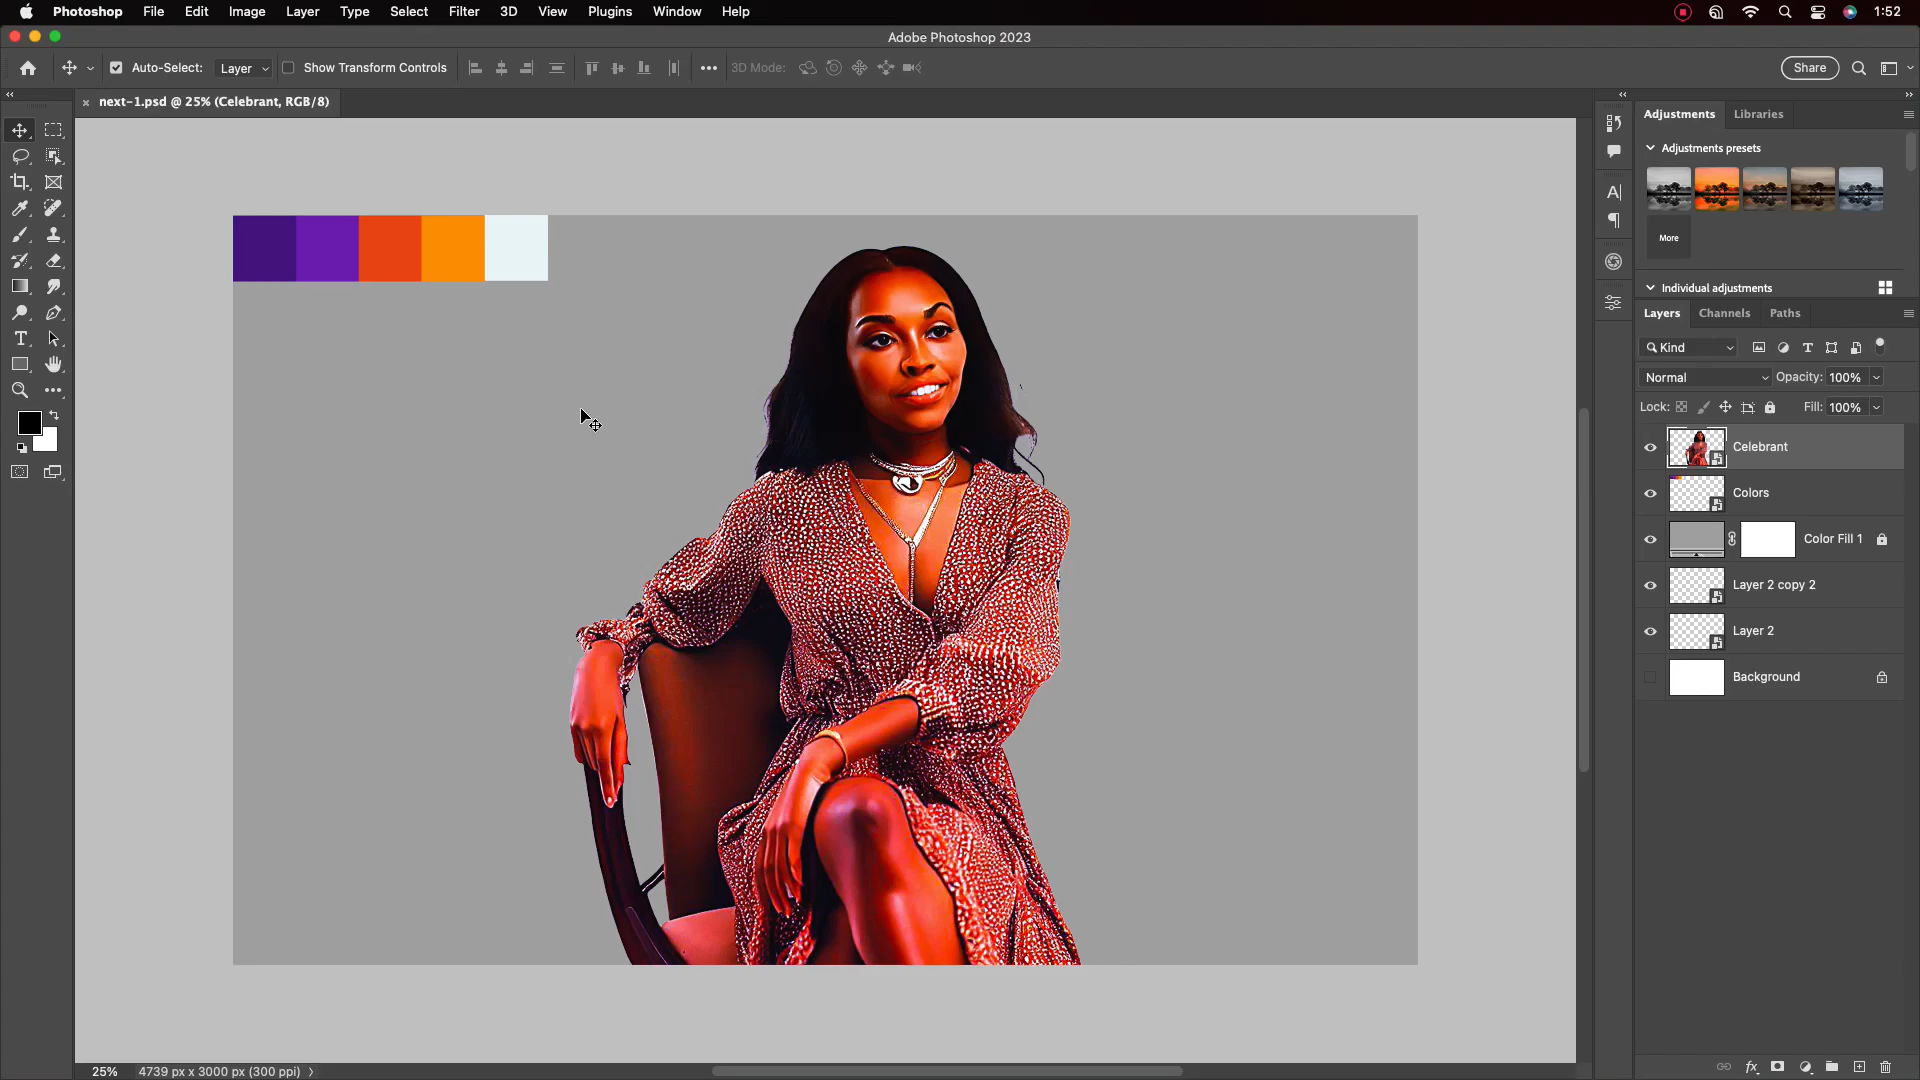 Photoshop File Edit Image Layer Type Select Filter 3D View Plugins Window Help 1:52
Adobe Photoshop 2023
Auto-Select: Layer Show Transform Controls 3D Mode: Share
next-1.psd @ 25% (Celebrant, RGB/8)
Adjustments Libraries
Adjustments presets
More
Individual adjustments
Layers Channels Paths
Kind
Normal Opacity: 100%
Lock: Fill: 100%
Celebrant
Colors
Color Fill 1
Layer 2 copy 2
Layer 2
Background
25% 4739 px x 3000 px (300 ppi)